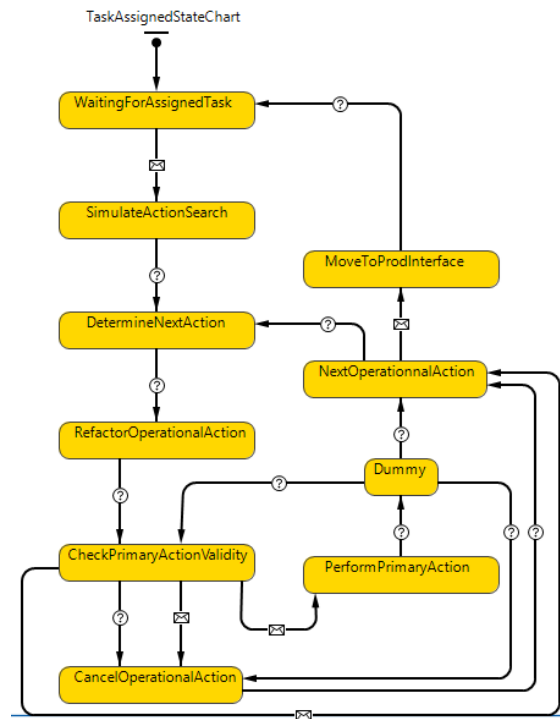 TaskAssignedStateChart
WaitingForAssignedTask
?
SimulateActionSearch
?
MoveToProdInterface
DetermineNextAction
?
?
NextOperationnalAction
RefactorOperationalAction
?
Dummy
?
?
?
?
?
CheckPrimaryActionValidity
PerformPrimaryAction
?
CancelOperationalAction